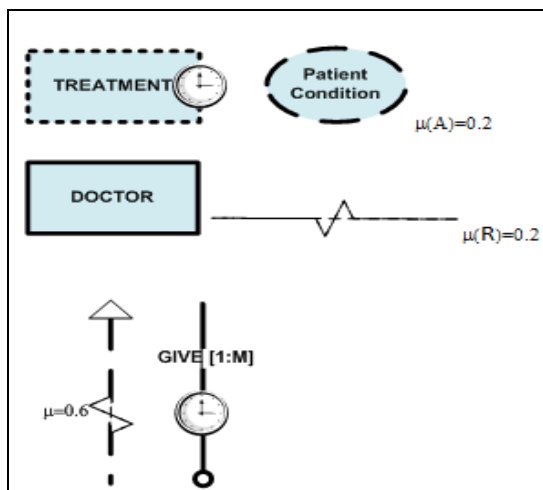 TREATMENT
Patient
Condition
μ(A)=0.2
DOCTOR
μ(R)=0.2
GIVE [1:M]
μ=0.6